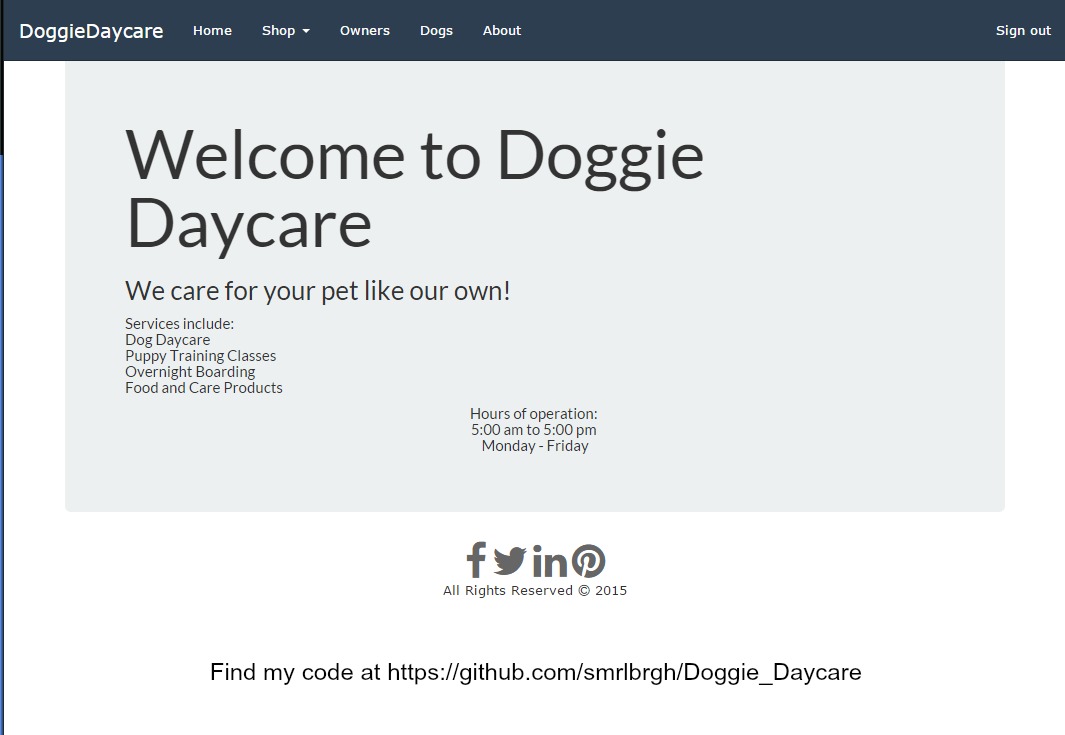 DoggieDaycare Home Shop Owners Dogs About Sign out
Welcome to Doggie
Daycare
We care for your pet like our own!
Services include:
Dog Daycare
Puppy Training Classes
Overnight Boarding
Food and Care Products
Hours of operation:
5:00 am to 5:00 pm
Monday - Friday
All Rights Reserved © 2015
Find my code at https://github.com/smrlbrgh/Doggie_Daycare